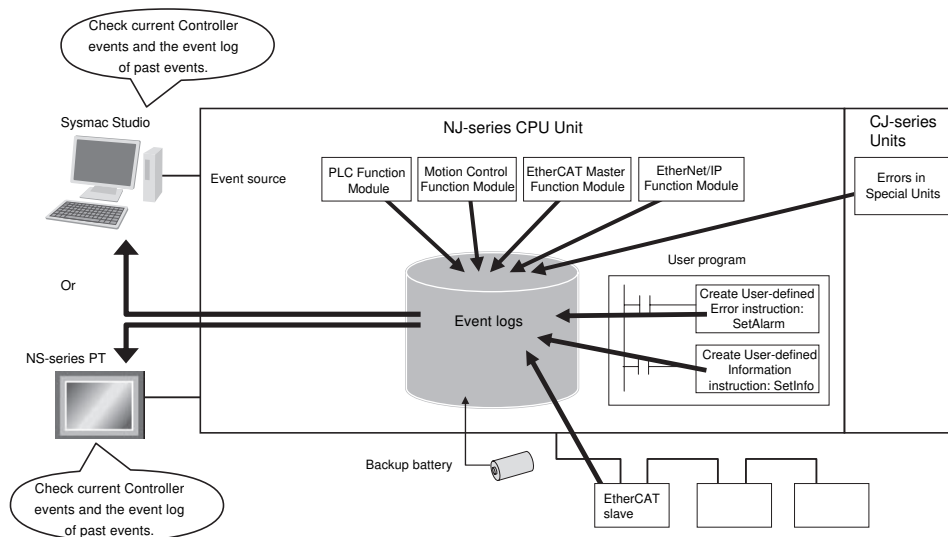 Check current Controller
events and the event log
of past events.
Sysmac Studio
NJ-series CPU Unit
CJ-series
Units
Event source
PLC Function
Module
Motion Control
Function Module
EtherCAT Master
Function Module
EtherNet/IP
Function Module
Errors in
Special Units
User program
Or
Event logs
Create User-defined
Error instruction:
SetAlarm
Create User-defined
Information
instruction: SetInfo
NS-series PT
Backup battery
EtherCAT
slave
Check current Controller
events and the event log
of past events.